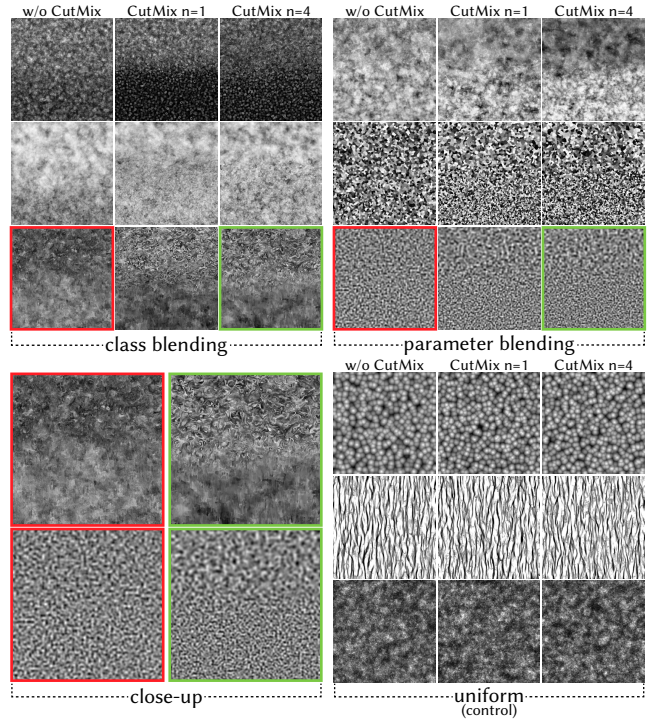 w/o CutMix CutMix n=1 CutMix n=4
w/o CutMix CutMix n=1 CutMix n=4
class blending
parameter blending
w/o CutMix CutMix n=1 CutMix n=4
close-up
uniform
(control)